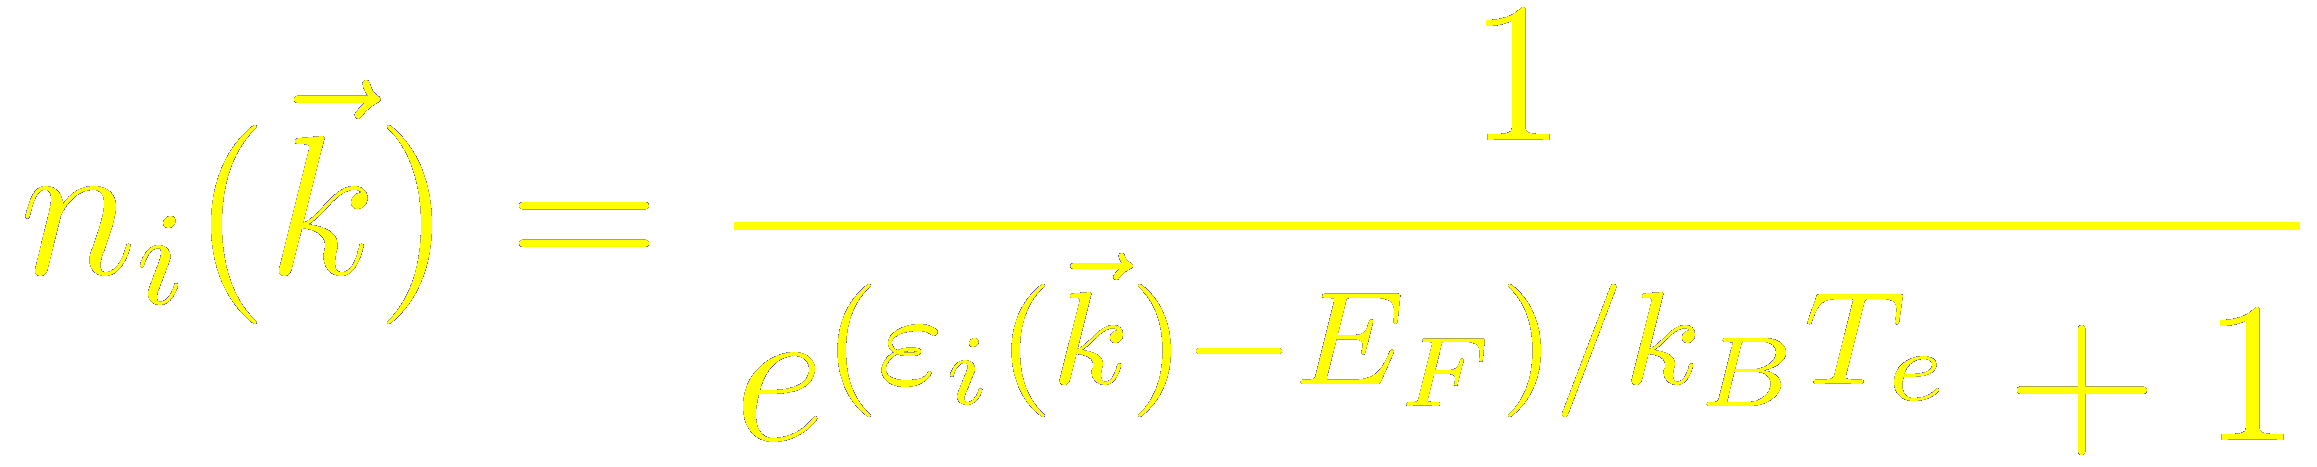 n_i(\vec{k}) = \frac{1}{e^{(\varepsilon_i(\vec{k})-E_F)/k_B T_e} + 1}